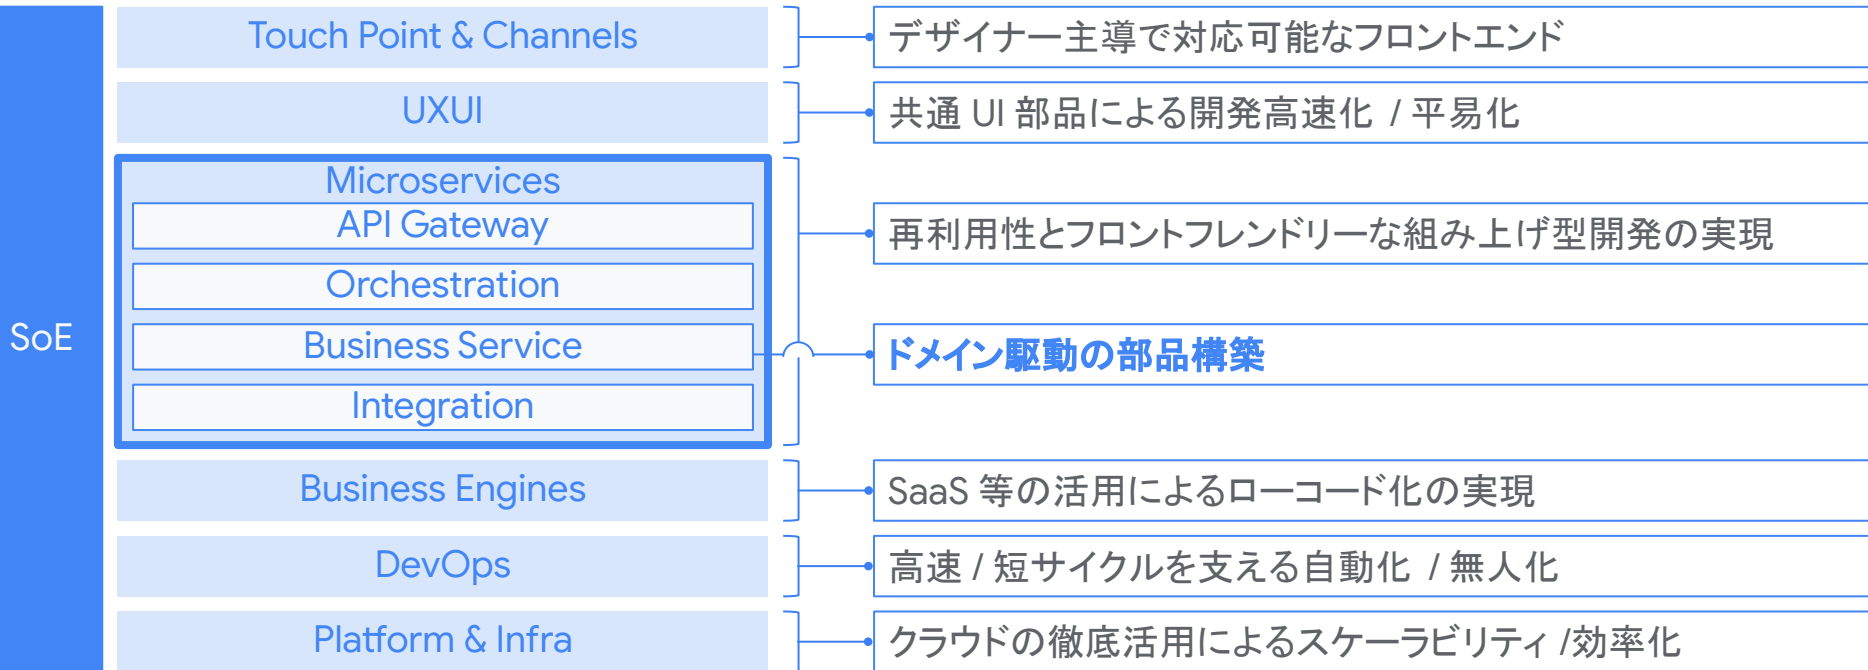 SoE
Touch Point & Channels
デザイナー主導で対応可能なフロントエンド
UXUI
共通 UI 部品による開発高速化 / 平易化
Microservices
API Gateway
再利用性とフロントフレンドリーな組み上げ型開発の実現
Orchestration
Business Service
ドメイン駆動の部品構築
Integration
Business Engines
SaaS 等の活用によるローコード化の実現
DevOps
高速 / 短サイクルを支える自動化 / 無人化
Platform & Infra
クラウドの徹底活用によるスケーラビリティ /効率化